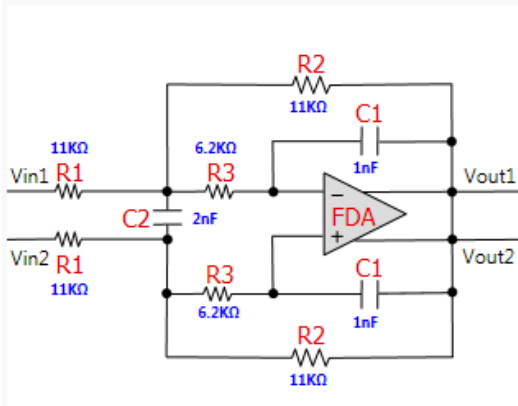 R2
11KΩ
C1
11KΩ
6.2KΩ
1nF
Vin1
R1
R3
Vout1
C2
2nF
FDA
−
+
Vin2
R1
R3
C1
Vout2
11KΩ
6.2KΩ
1nF
R2
11KΩ